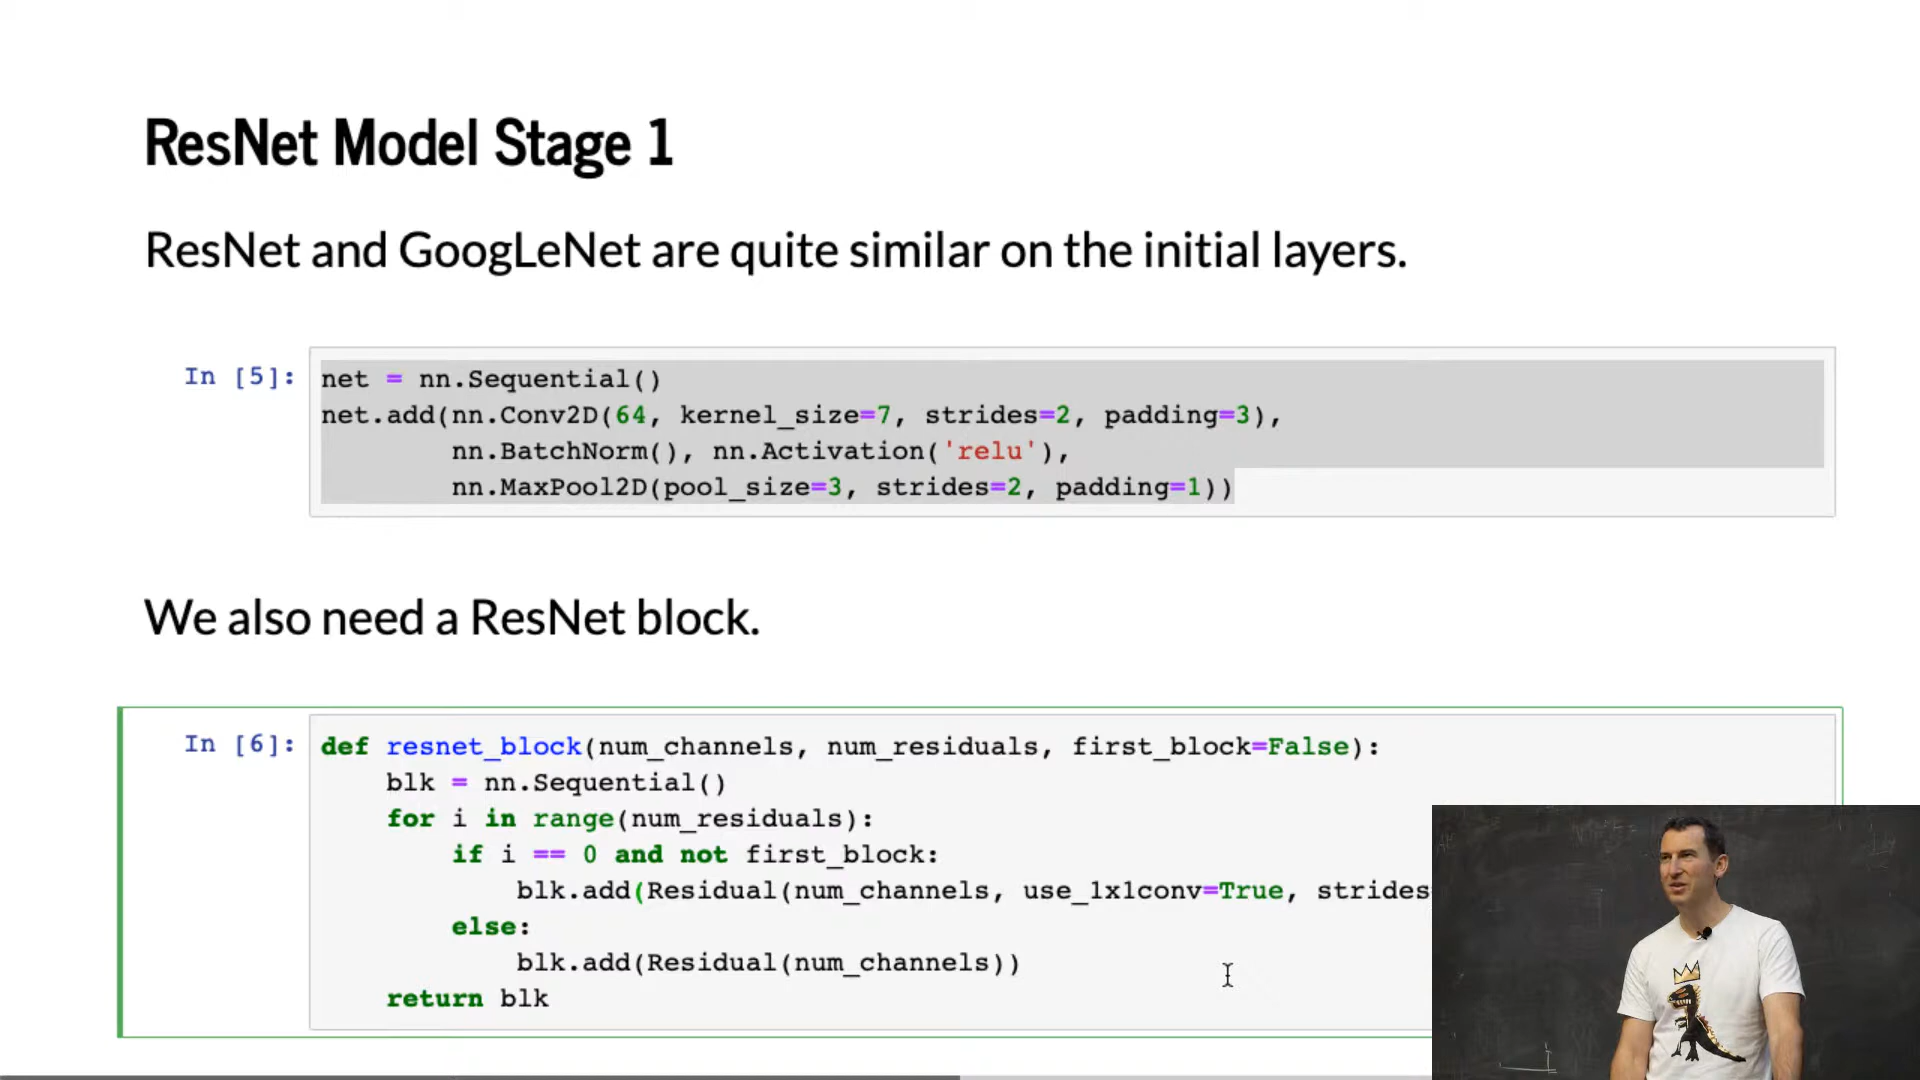 ResNet Model Stage 1
ResNet and GoogLeNet are quite similar on the initial layers.
In [5]:
net = nn.Sequential()
net.add(nn.Conv2D(64, kernel_size=7, strides=2, padding=3),
        nn.BatchNorm(), nn.Activation('relu'),
        nn.MaxPool2D(pool_size=3, strides=2, padding=1))
We also need a ResNet block.
In [6]:
def resnet_block(num_channels, num_residuals, first_block=False):
    blk = nn.Sequential()
    for i in range(num_residuals):
        if i == 0 and not first_block:
            blk.add(Residual(num_channels, use_1x1conv=True, strides
        else:
            blk.add(Residual(num_channels))
    return blk